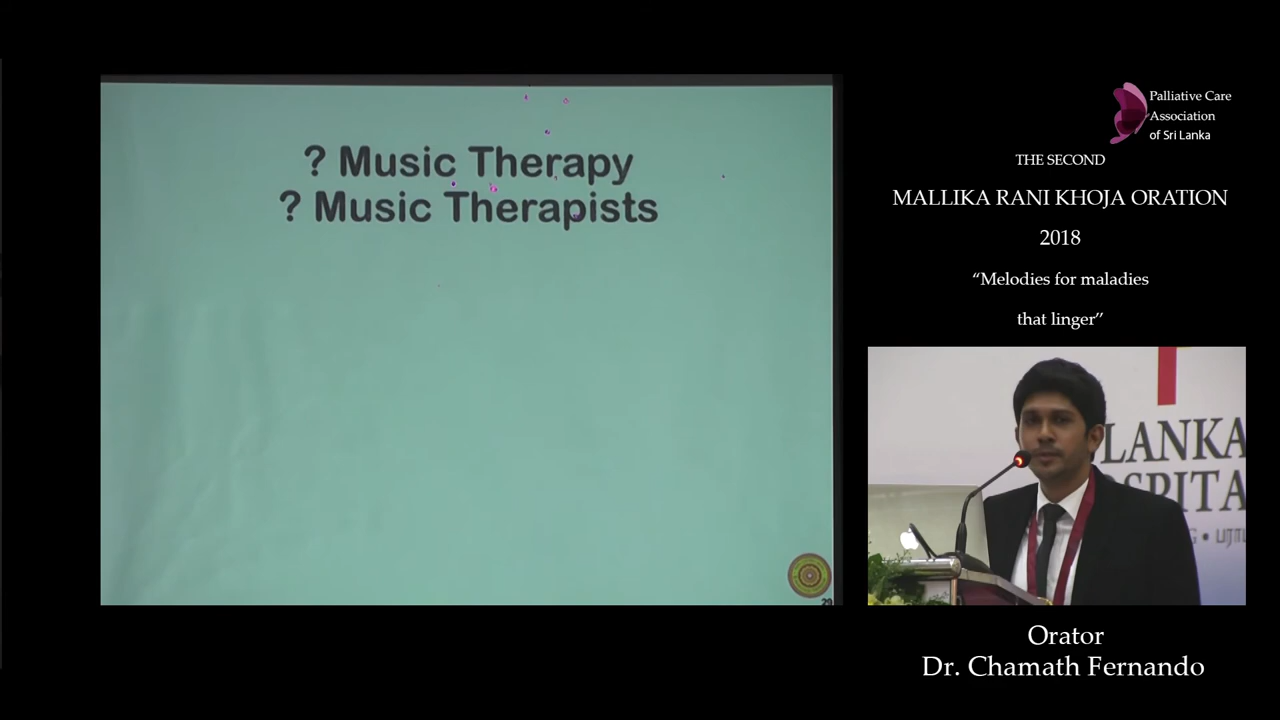 ? Music Therapy
? Music Therapists
29
Palliative Care
Association
of Sri Lanka
THE SECOND
MALLIKA RANI KHOJA ORATION
2018
“Melodies for maladies
that linger”
LANKA
Orator
Dr. Chamath Fernando